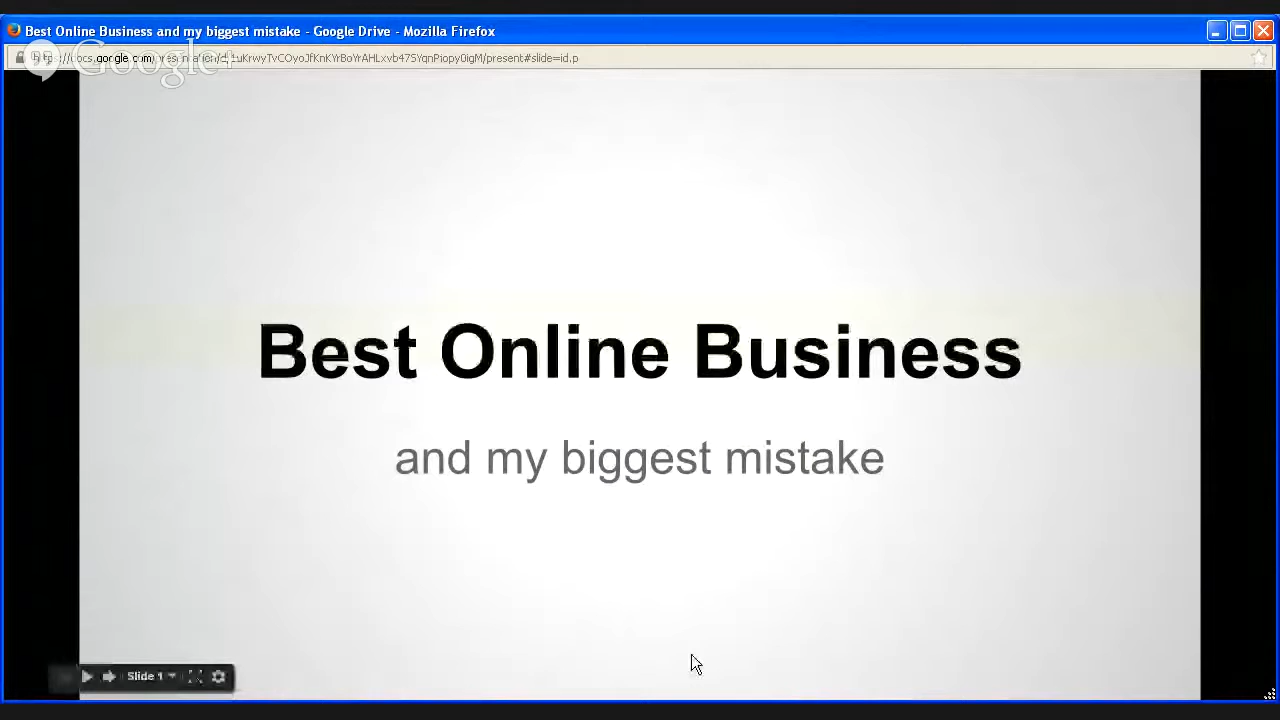 Best Online Business and my biggest mistake - Google Drive - Mozilla Firefox
Google+
Best Online Business
and my biggest mistake
Slide 1